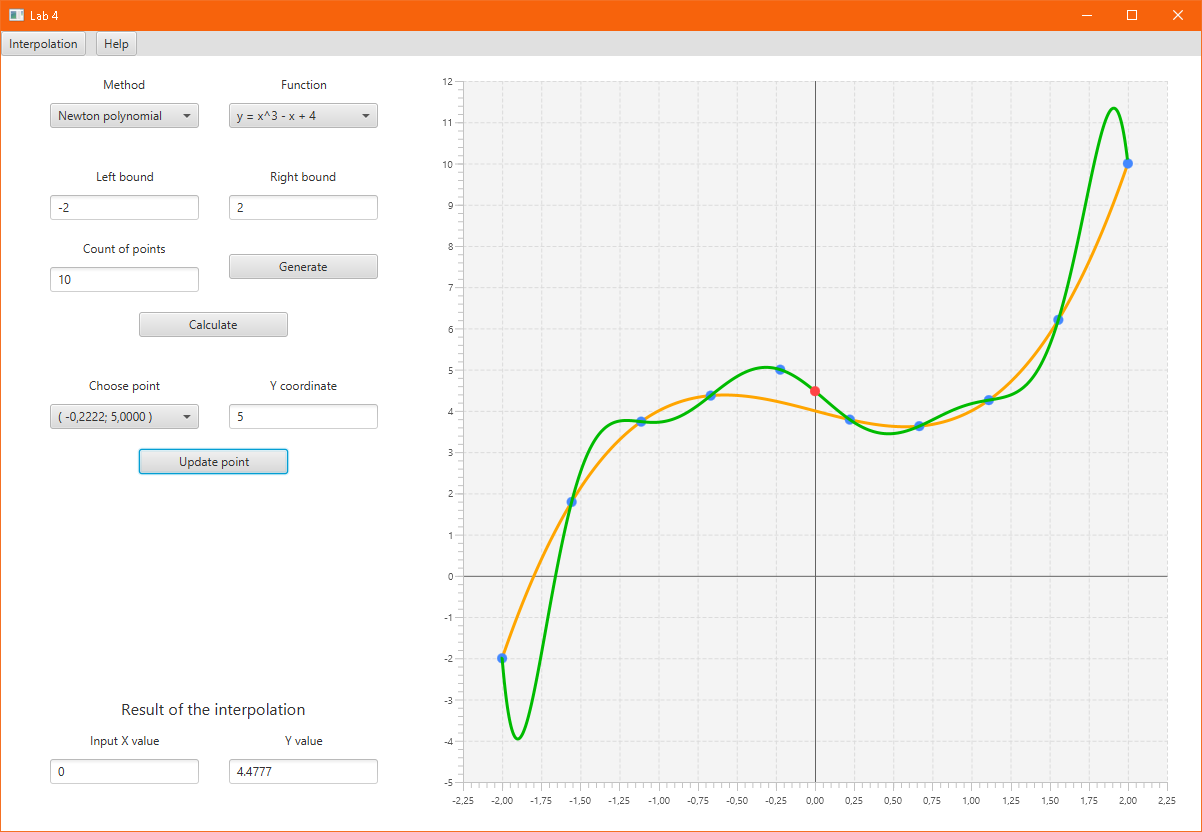 Lab 4
Interpolation Help
Method Function
Newton polynomial y = x^3 - x + 4
Left bound Right bound
-2 2
Count of points
10 Generate
Calculate
Choose point Y coordinate
( -0,2222; 5,0000 ) 5
Update point
Result of the interpolation
Input X value Y value
0 4.4777
12
11
10
9
8
7
6
5
4
3
2
1
0
-1
-2
-3
-4
-5
-2,25 -2,00 -1,75 -1,50 -1,25 -1,00 -0,75 -0,50 -0,25 0,00 0,25 0,50 0,75 1,00 1,25 1,50 1,75 2,00 2,25